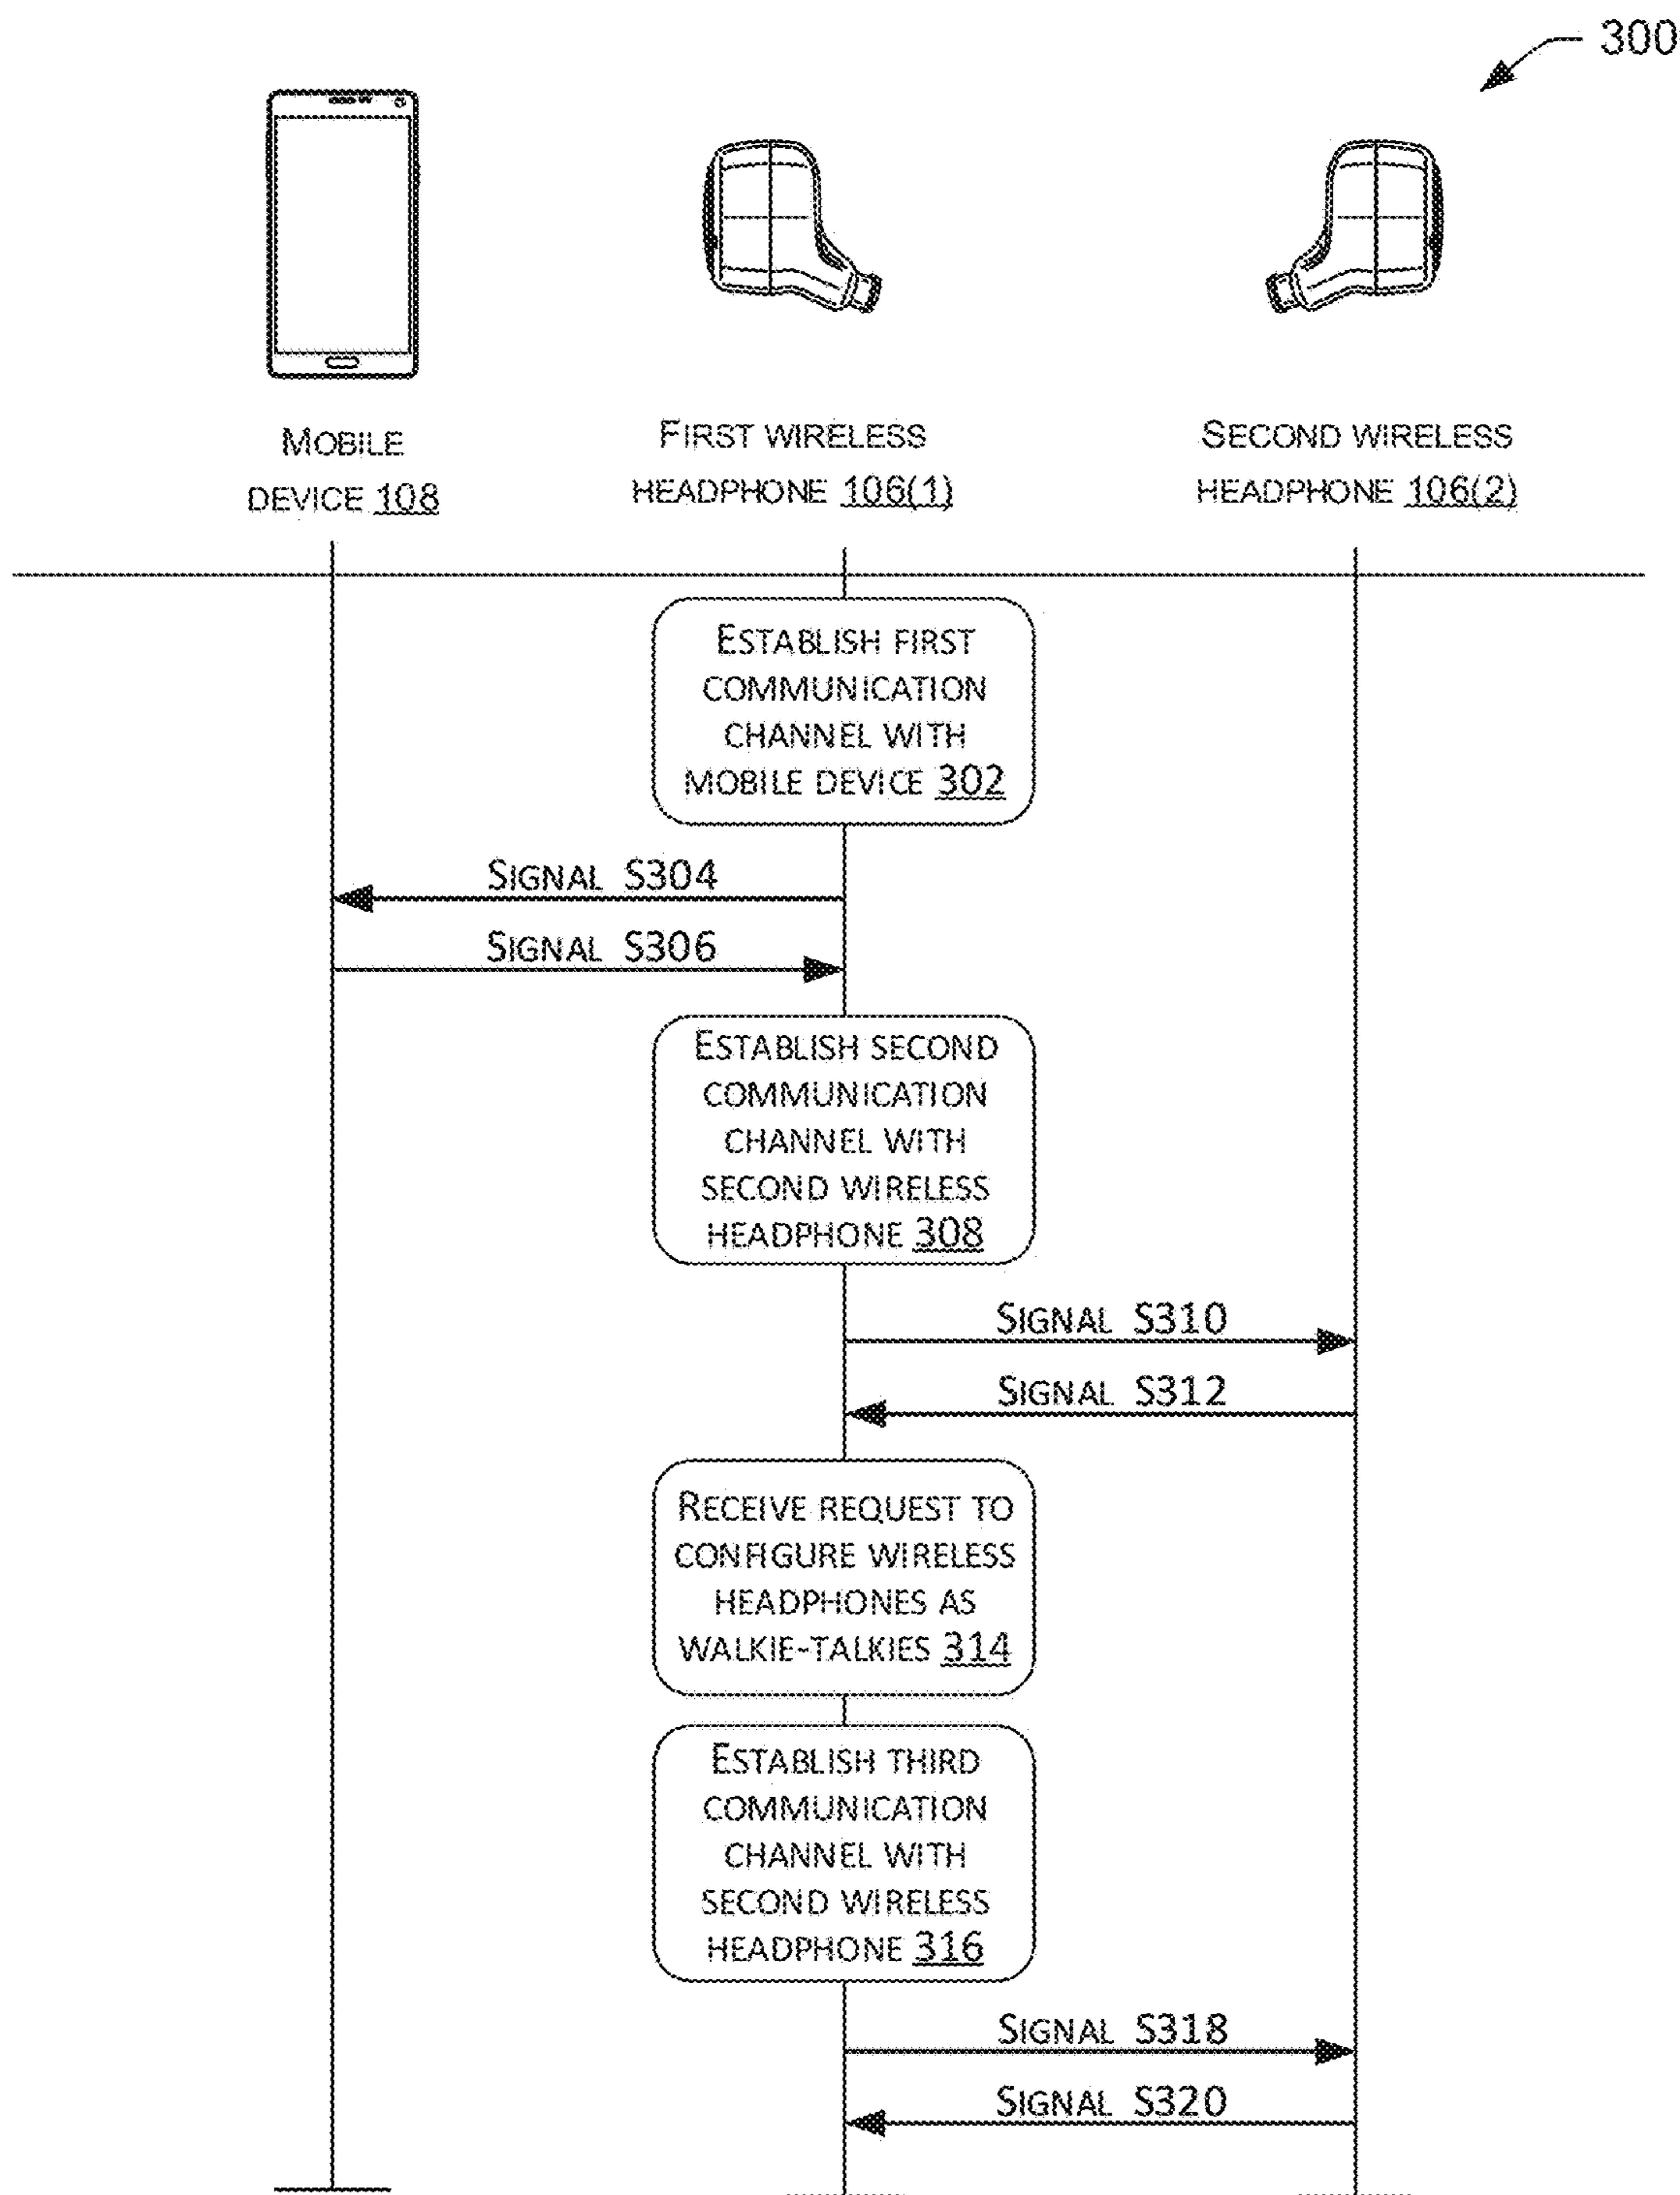 300
MOBILE
DEVICE 108
FIRST WIRELESS
HEADPHONE 106(1)
SECOND WIRELESS
HEADPHONE 106(2)
ESTABLISH FIRST
COMMUNICATION
CHANNEL WITH
MOBILE DEVICE 302
SIGNAL S304
SIGNAL S306
ESTABLISH SECOND
COMMUNICATION
CHANNEL WITH
SECOND WIRELESS
HEADPHONE 308
SIGNAL S310
SIGNAL S312
RECEIVE REQUEST TO
CONFIGURE WIRELESS
HEADPHONES AS
WALKIE-TALKIES 314
ESTABLISH THIRD
COMMUNICATION
CHANNEL WITH
SECOND WIRELESS
HEADPHONE 316
SIGNAL S318
SIGNAL S320